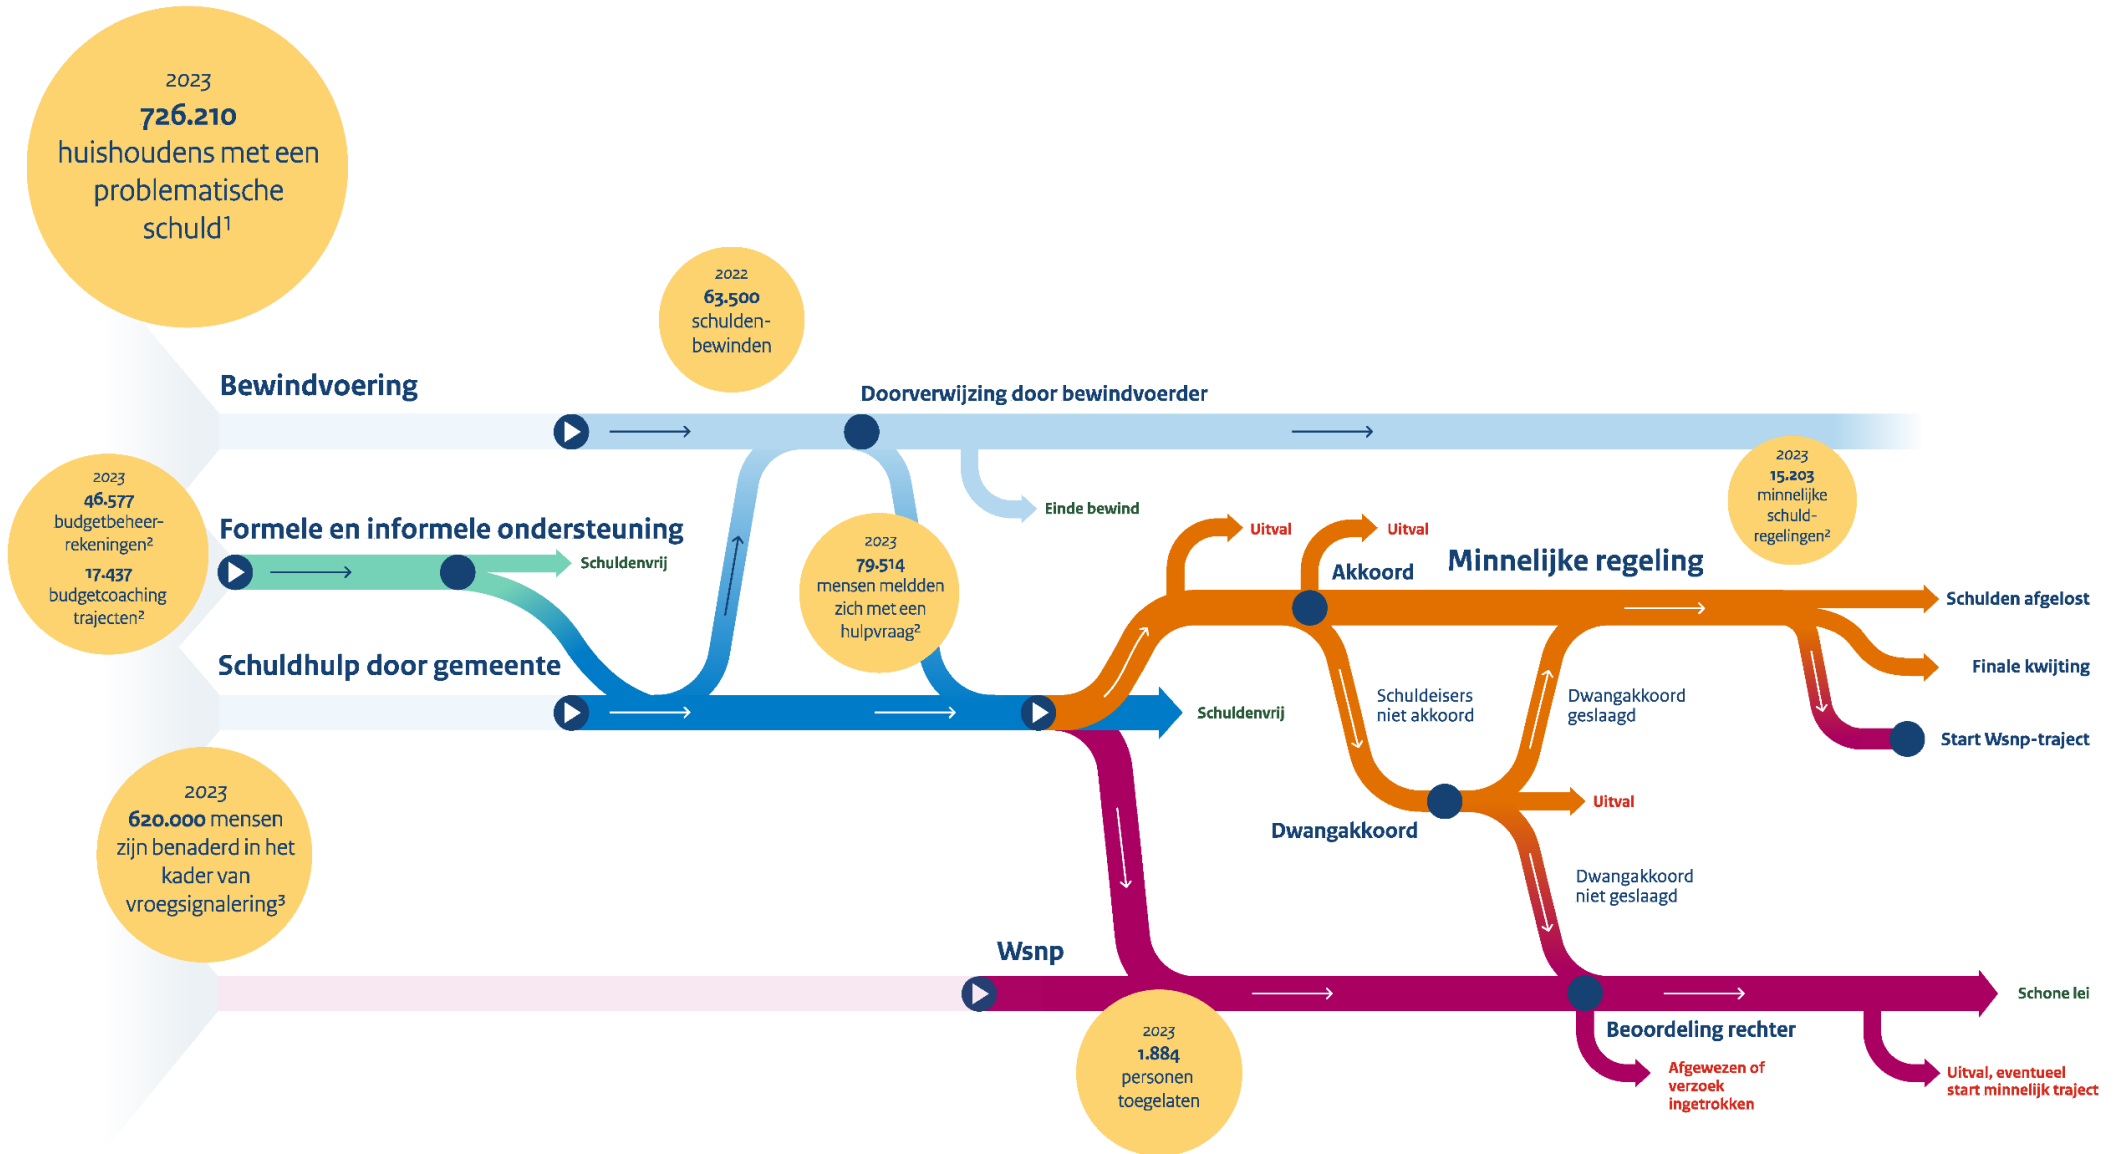 2023
726.210
huishoudens met een
problematische
schuld¹
2022
63.500
schulden-
bewinden
Bewindvoering
Doorverwijzing door bewindvoerder
2023
15.203
minnelijke
schuld-
regelingen²
2023
46.577
budgetbeheer-
rekeningen²
17.437
budgetcoaching
trajecten²
Formele en informele ondersteuning
Schuldenvrij
Einde bewind
2023
79.514
mensen meldden
zich met een
hulpvraag²
Uitval
Uitval
Akkoord
Minnelijke regeling
Schulden afgelost
Finale kwijting
Start Wsnp-traject
Schuldhulp door gemeente
Schuldenvrij
Schuldeisers
niet akkoord
Dwangakkoord
geslaagd
Uitval
Dwangakkoord
Dwangakkoord
niet geslaagd
2023
620.000 mensen
zijn benaderd in het
kader van
vroegsignalering³
Wsnp
2023
1.884
personen
toegelaten
Schone lei
Beoordeling rechter
Afgewezen of
verzoek
ingetrokken
Uitval, eventueel
start minnelijk traject